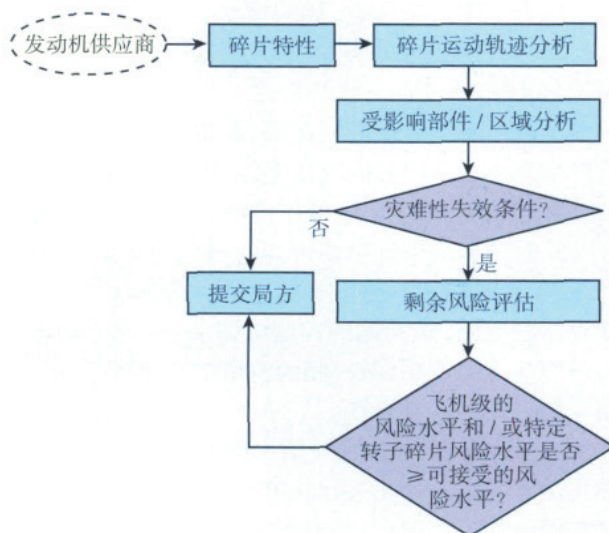 发动机供应商
碎片特性
碎片运动轨迹分析
受影响部件 / 区域分析
灾难性失效条件?
否
是
提交局方
剩余风险评估
飞机级的
风险水平和 / 或特定
转子碎片风险水平是否
≥可接受的风
险水平?